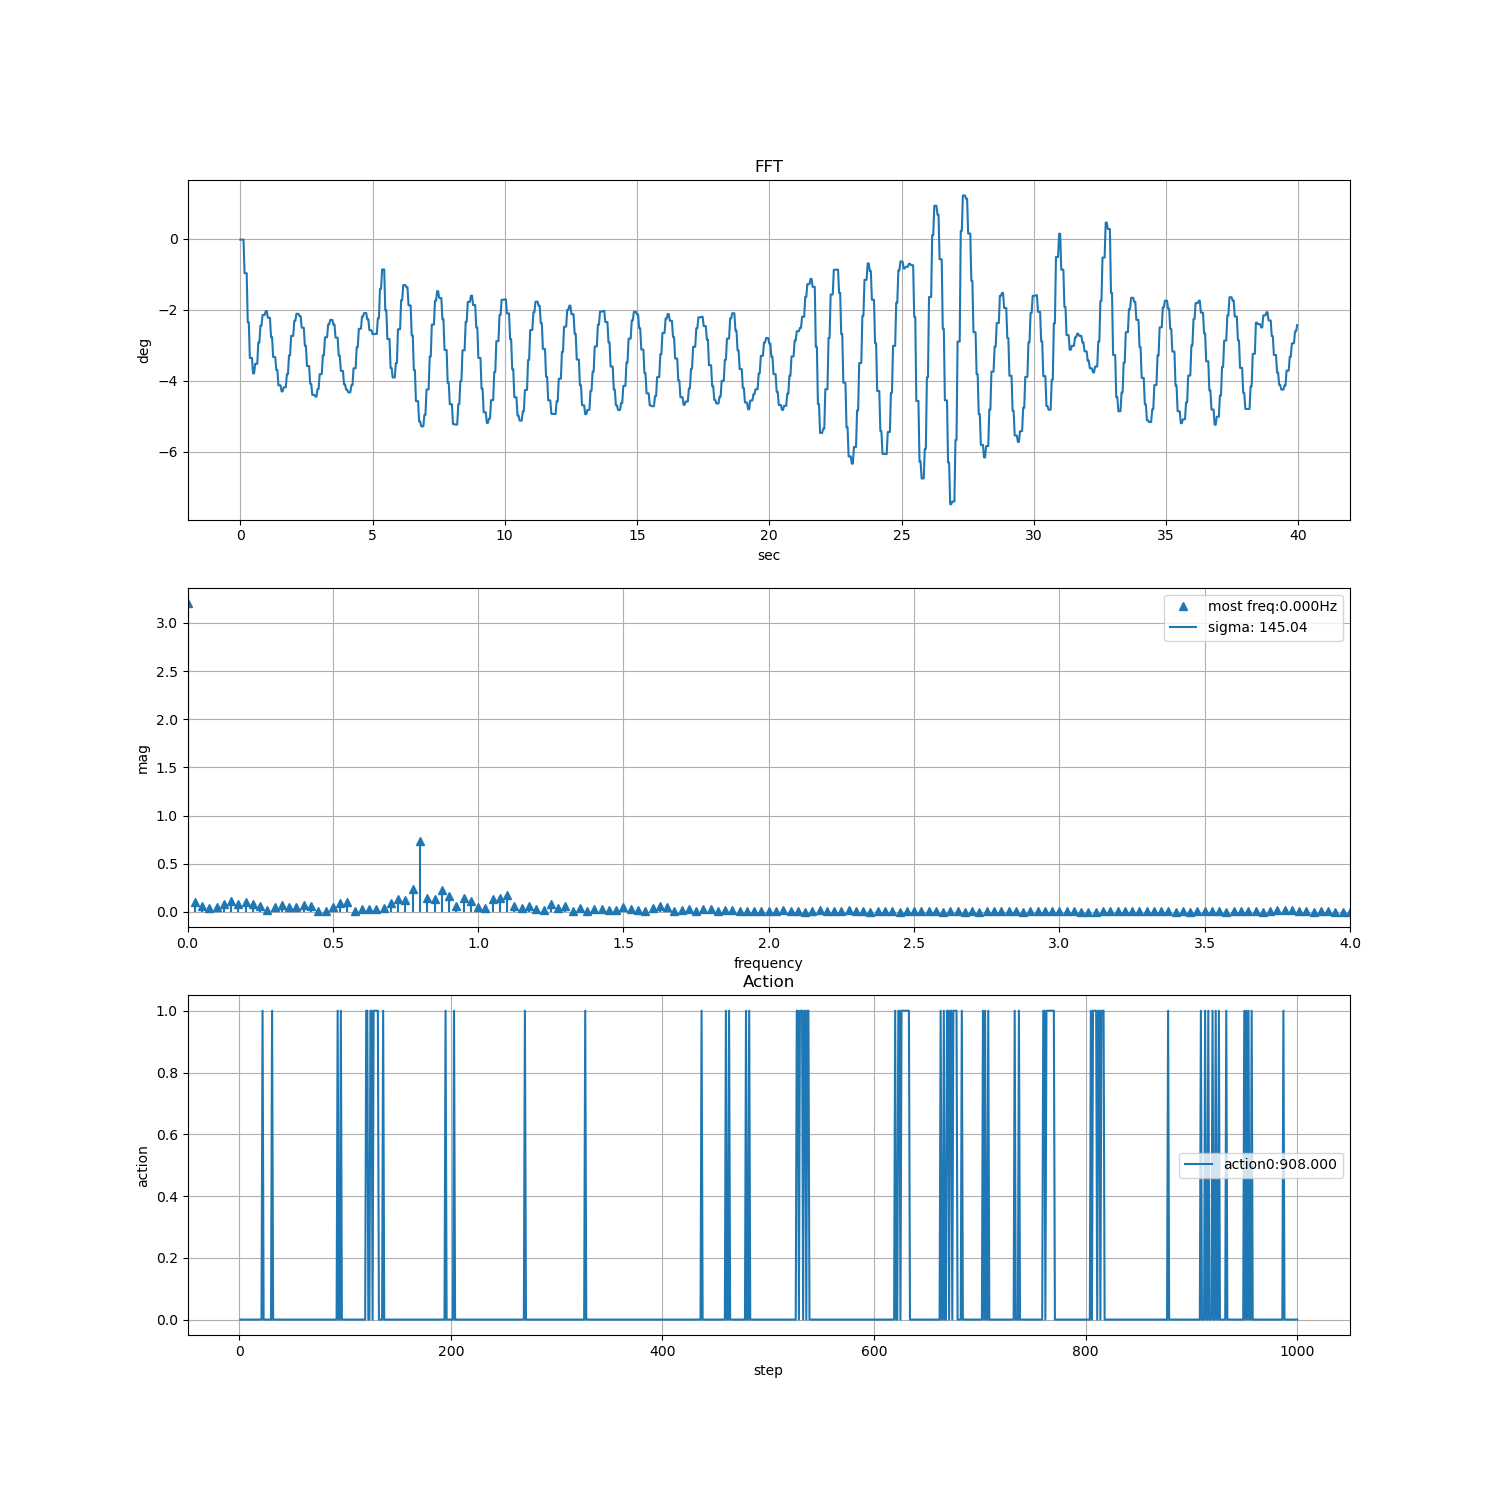 FFT
0
−2
−4
−6
deg
0 5 10 15 20 25 30 35 40
sec
most freq:0.000Hz
sigma: 145.04
3.0
2.5
2.0
1.5
1.0
0.5
0.0
mag
0.0 0.5 1.0 1.5 2.0 2.5 3.0 3.5 4.0
frequency
Action
1.0
0.8
0.6
0.4
0.2
0.0
action
action0:908.000
0 200 400 600 800 1000
step